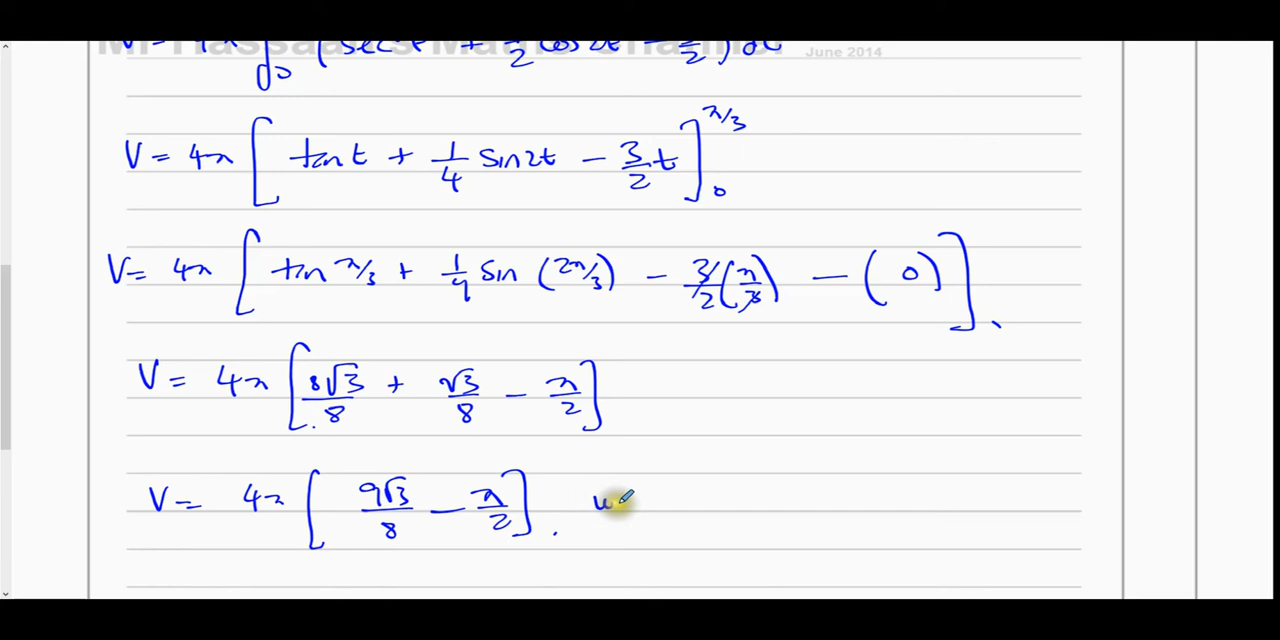 June 2014
V = 4π [ tan t + 1/4 sin 2t − 3/2 t ]₀^π/3
V = 4π [ tan π/3 + 1/4 sin (2π/3) − 3/2 (π/3) − ( 0 ) ] .
V = 4π [ 8√3/8 + √3/8 − π/2 ]
V = 4π [ 9√3/8 − π/2 ] .